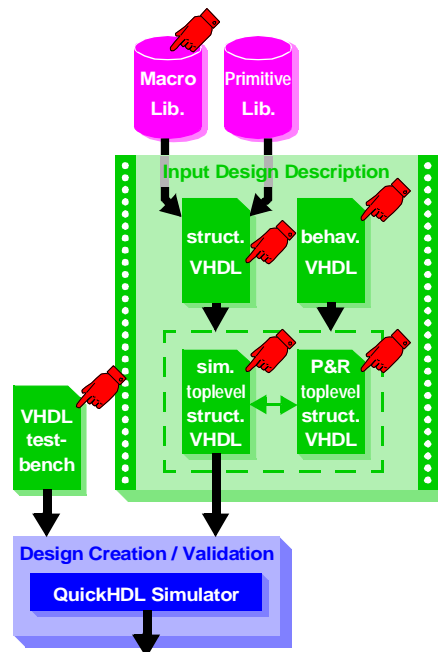 Macro
Lib.
Primitive
Lib.
Input Design Description
struct.
VHDL
behav.
VHDL
sim.
toplevel
struct.
VHDL
P&R
toplevel
struct.
VHDL
VHDL
test-
bench
Design Creation / Validation
QuickHDL Simulator